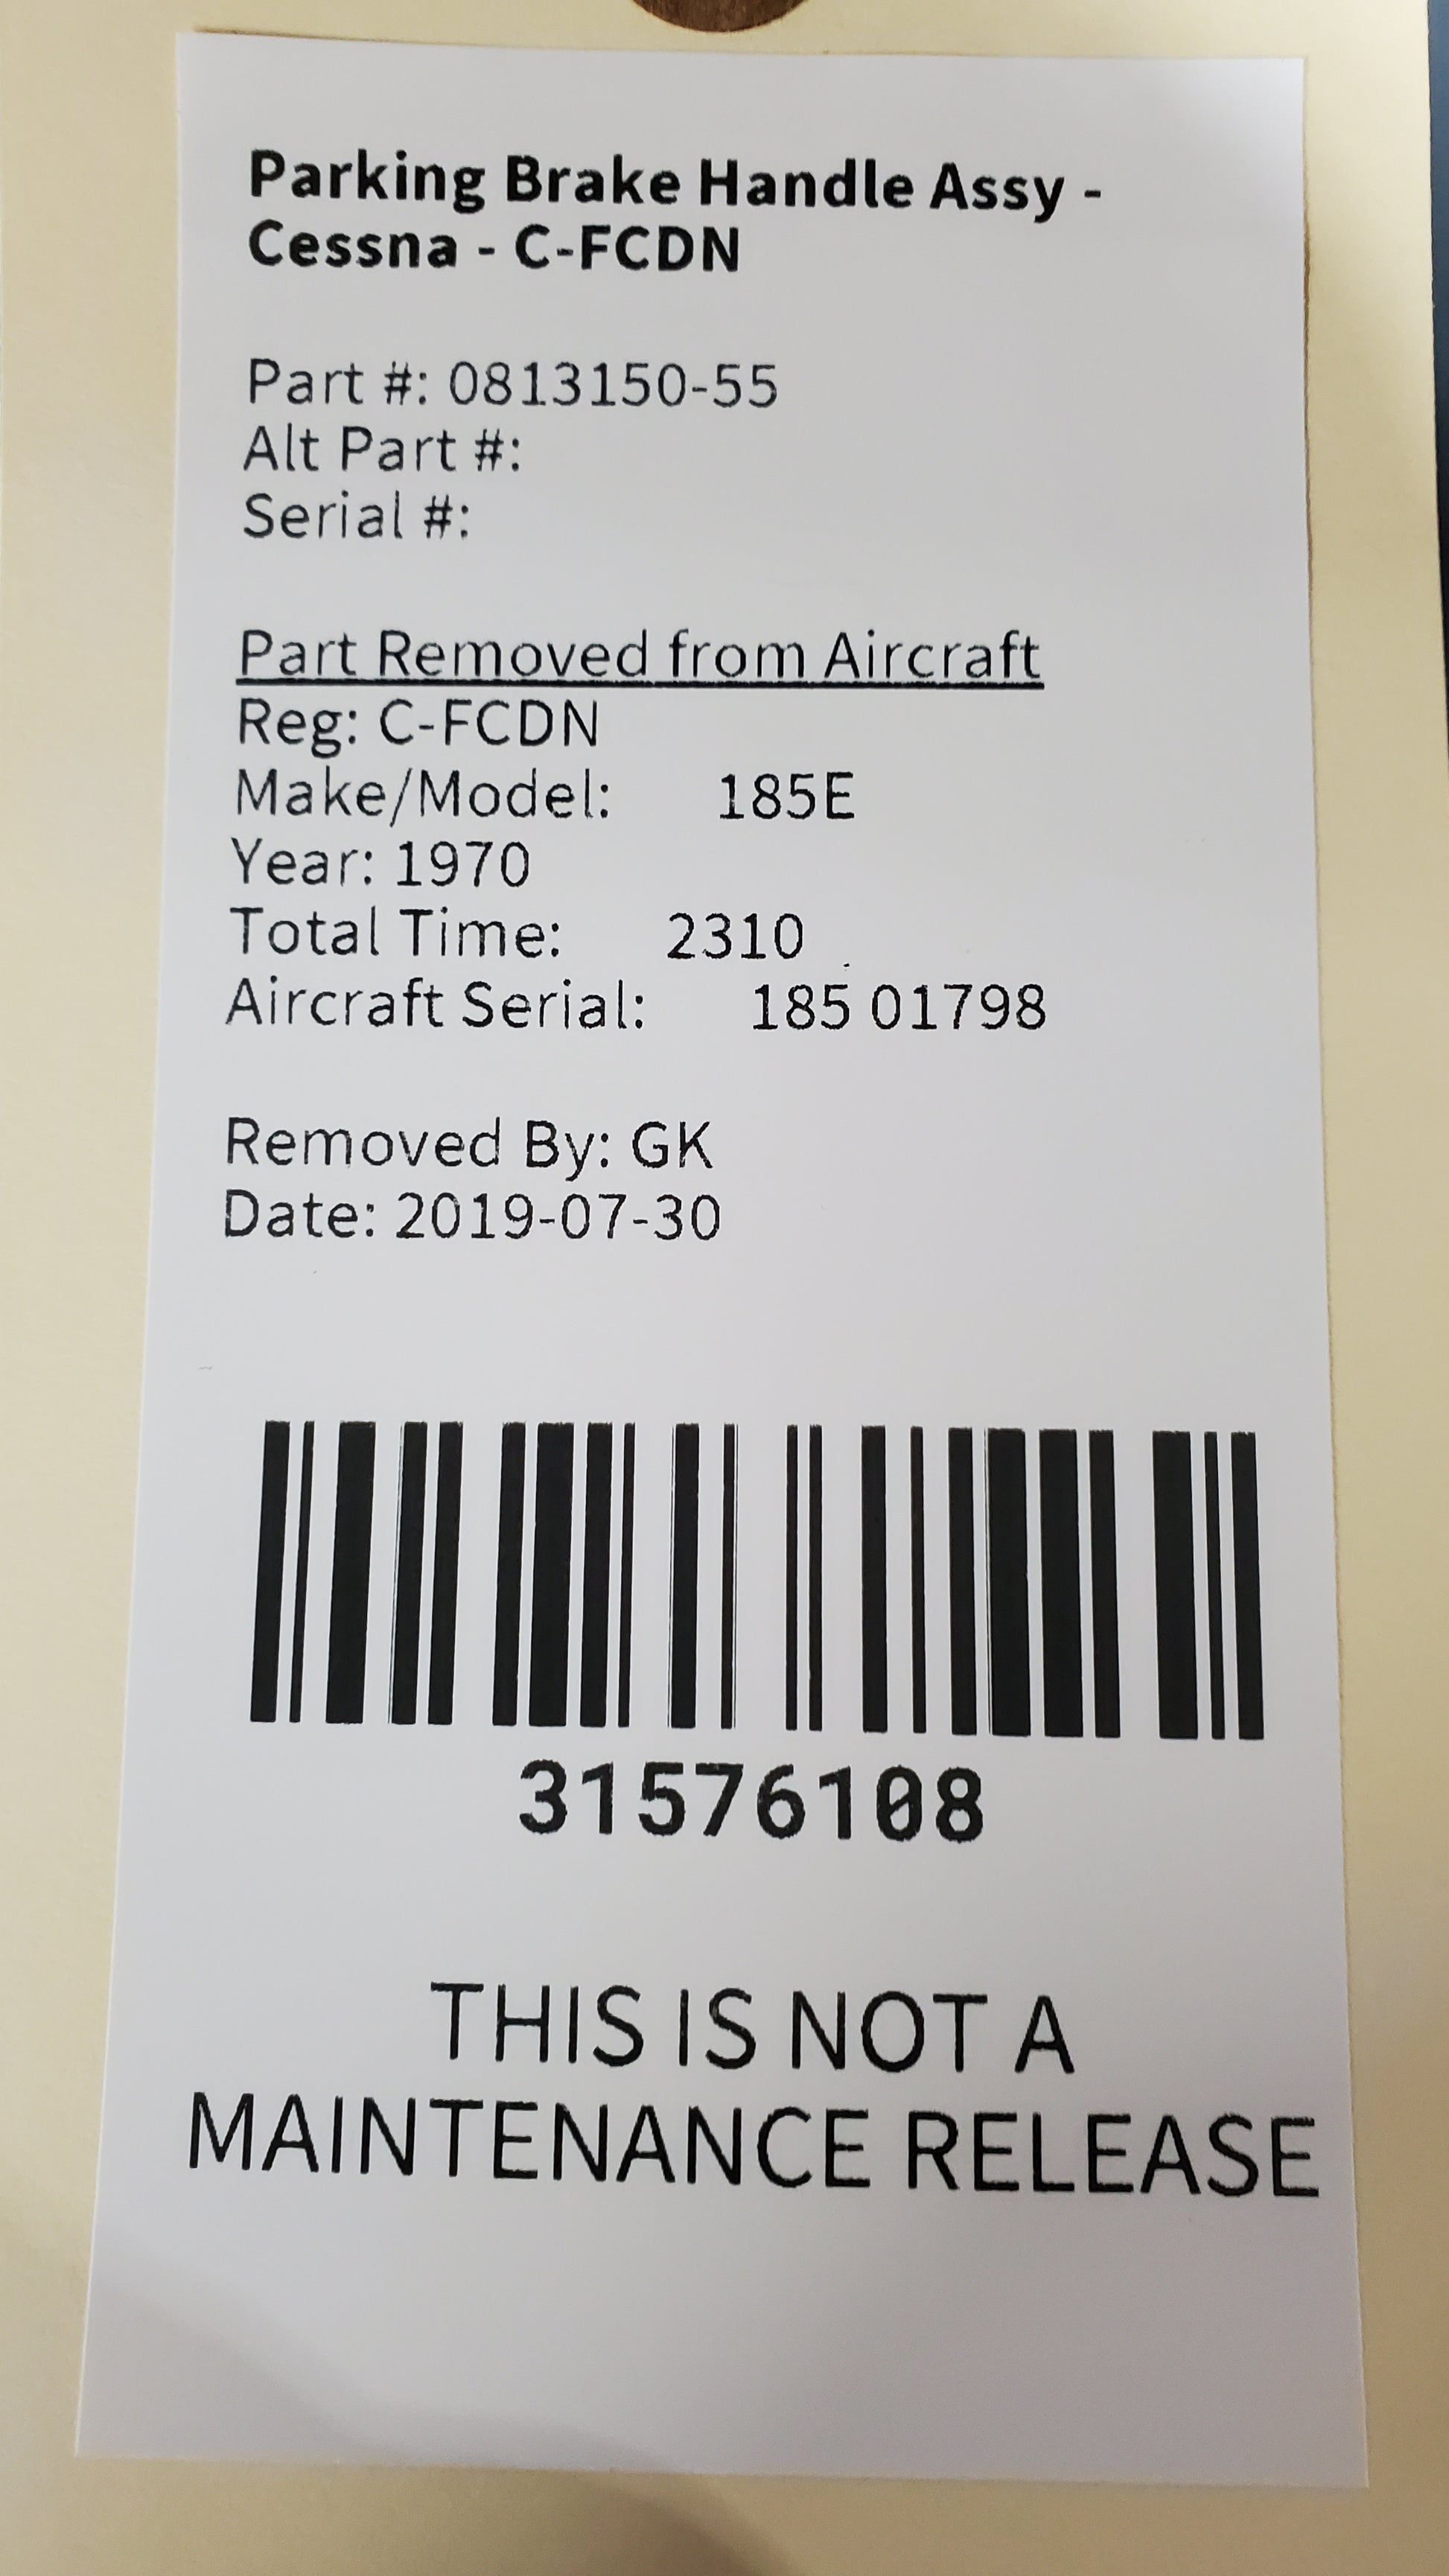 Parking Brake Handle Assy -
Cessna - C-FCDN
Part #: 0813150-55
Alt Part #:
Serial #:
Part Removed from Aircraft
Reg: C-FCDN
Make/Model: 185E
Year: 1970
Total Time: 2310
Aircraft Serial: 185 01798
Removed By: GK
Date: 2019-07-30
31576108
THIS IS NOT A
MAINTENANCE RELEASE